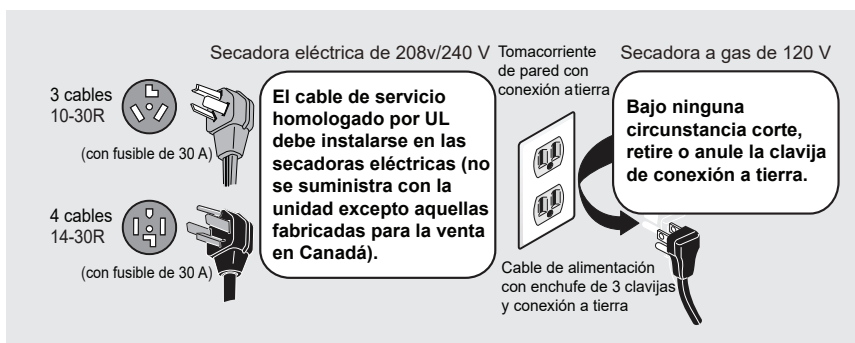 Secadora eléctrica de 208v/240 V
3 cables
10-30R
(con fusible de 30 A)
4 cables
14-30R
(con fusible de 30 A)
El cable de servicio
homologado por UL
debe instalarse en las
secadoras eléctricas (no
se suministra con la
unidad excepto aquellas
fabricadas para la venta
en Canadá).
Tomacorriente
de pared con
conexión a tierra
Secadora a gas de 120 V
Bajo ninguna
circunstancia corte,
retire o anule la clavija
de conexión a tierra.
Cable de alimentación
con enchufe de 3 clavijas
y conexión a tierra